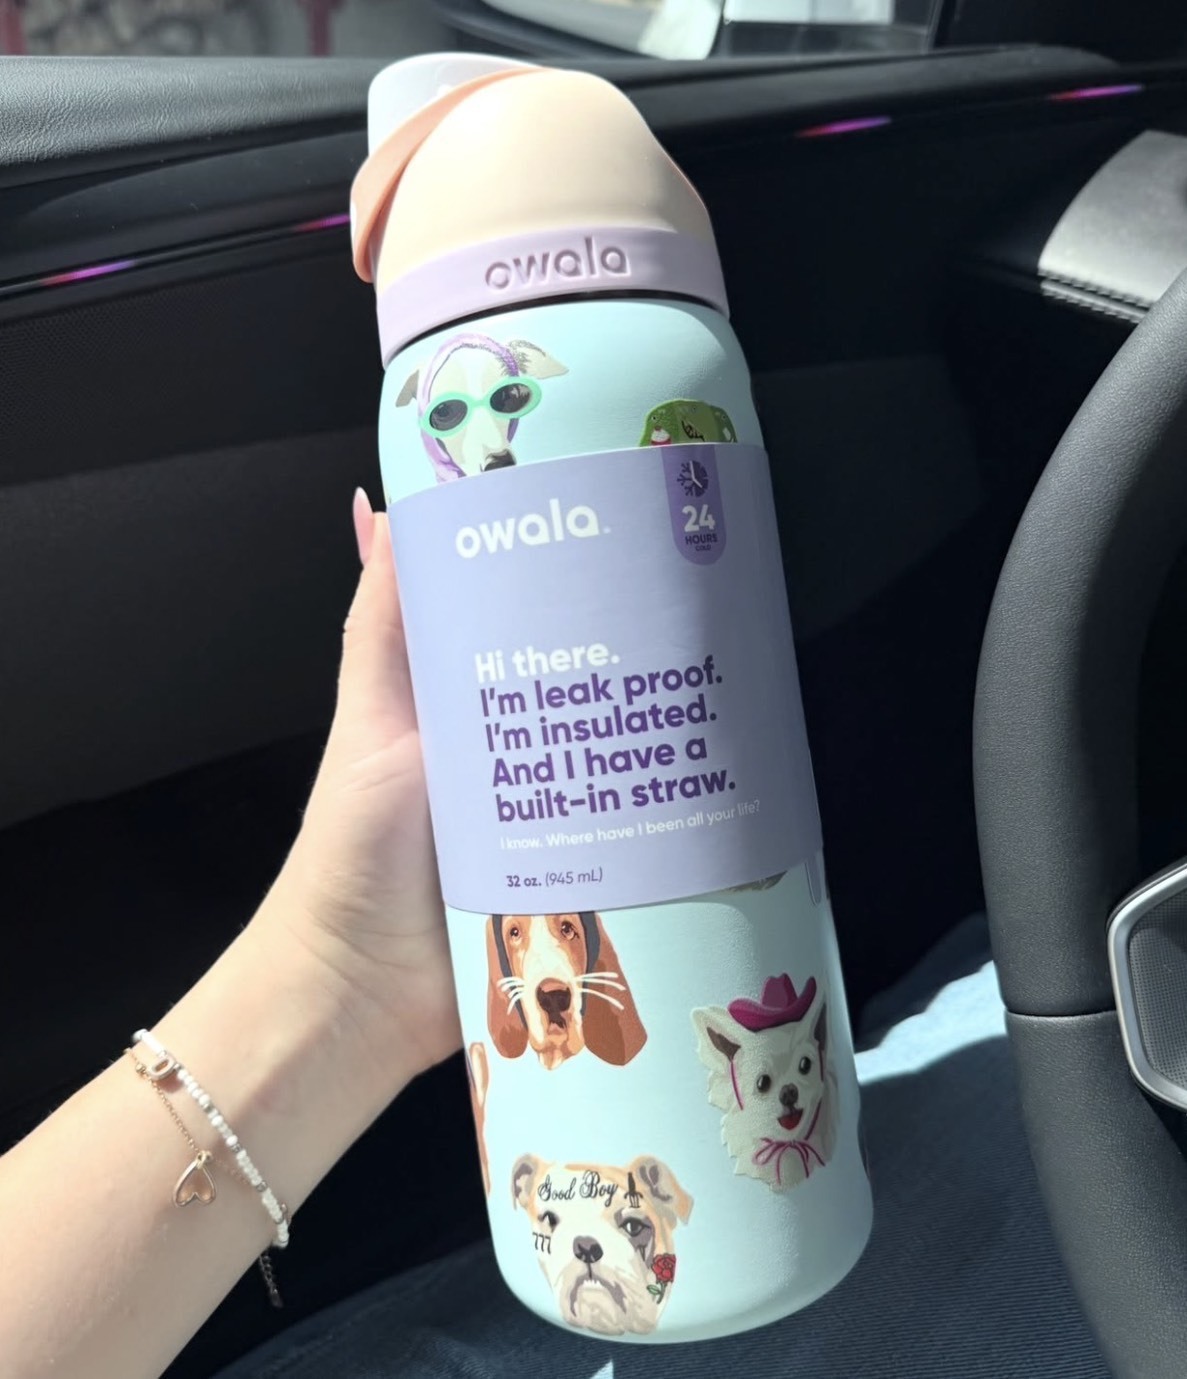 owala
owala.
24
HOURS
COLD
Hi there.
I'm leak proof.
I'm insulated.
And I have a
built-in straw.
I know. Where have I been all your life?
32 oz. (945 mL)
Good Boy
777